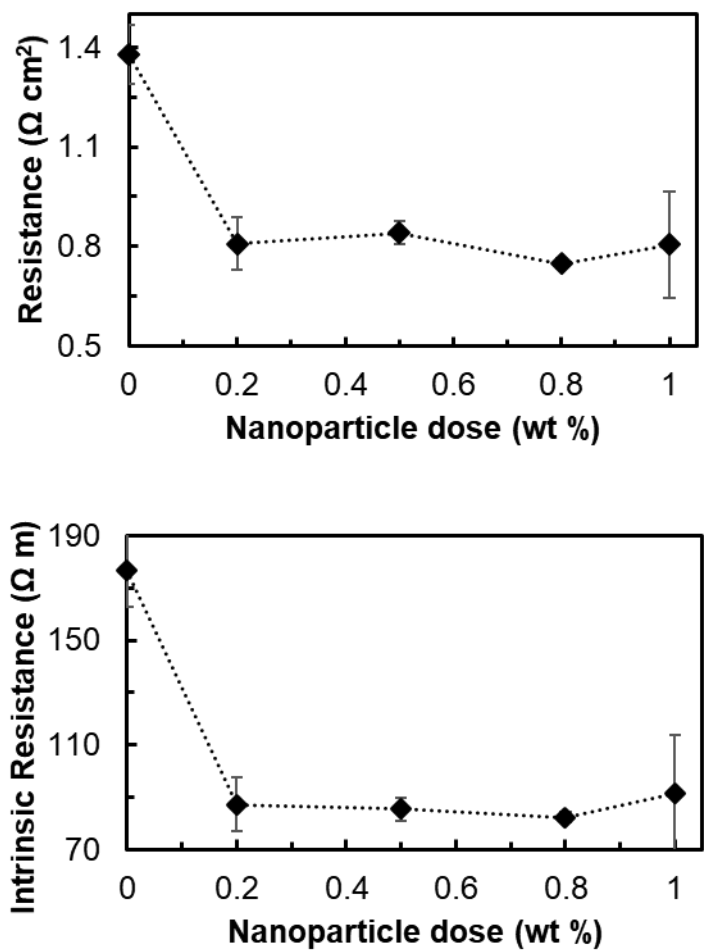 Resistance (Ω cm²)
1.4
1.1
0.8
0.5
0 0.2 0.4 0.6 0.8 1
Nanoparticle dose (wt %)
Intrinsic Resistance (Ω m)
190
150
110
70
0 0.2 0.4 0.6 0.8 1
Nanoparticle dose (wt %)